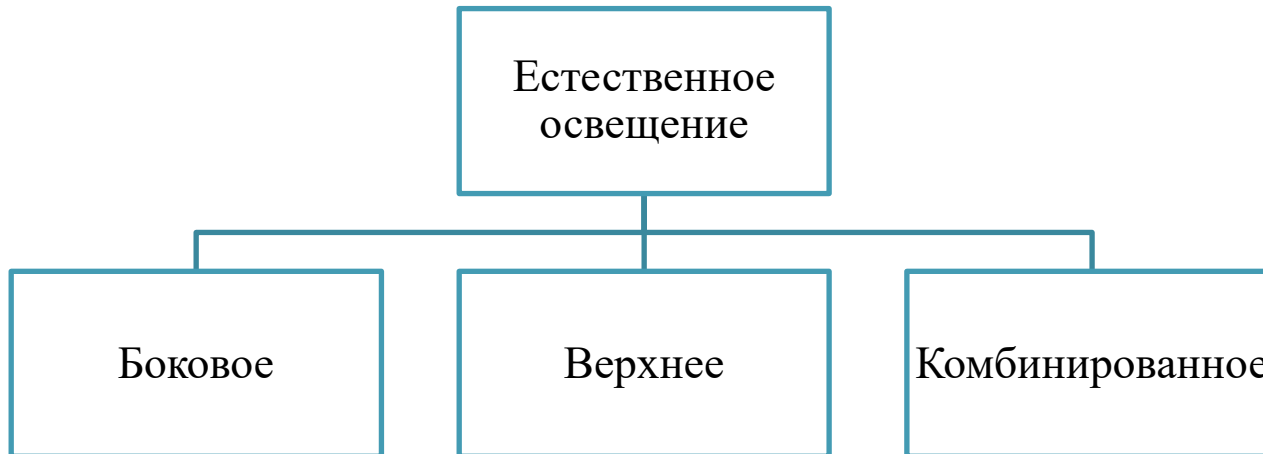 Естественное
освещение
Боковое
Верхнее
Комбинированное